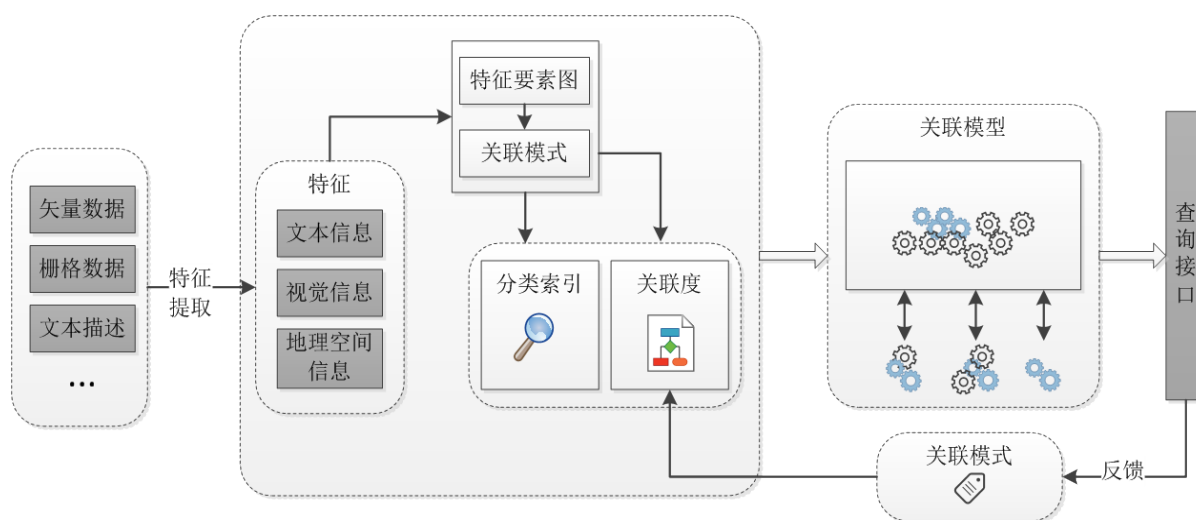 矢量数据
栅格数据
文本描述
...
特征
提取
特征
文本信息
视觉信息
地理空间
信息
特征要素图
关联模式
分类索引
关联度
关联模型
查
询
接
口
关联模式
反馈